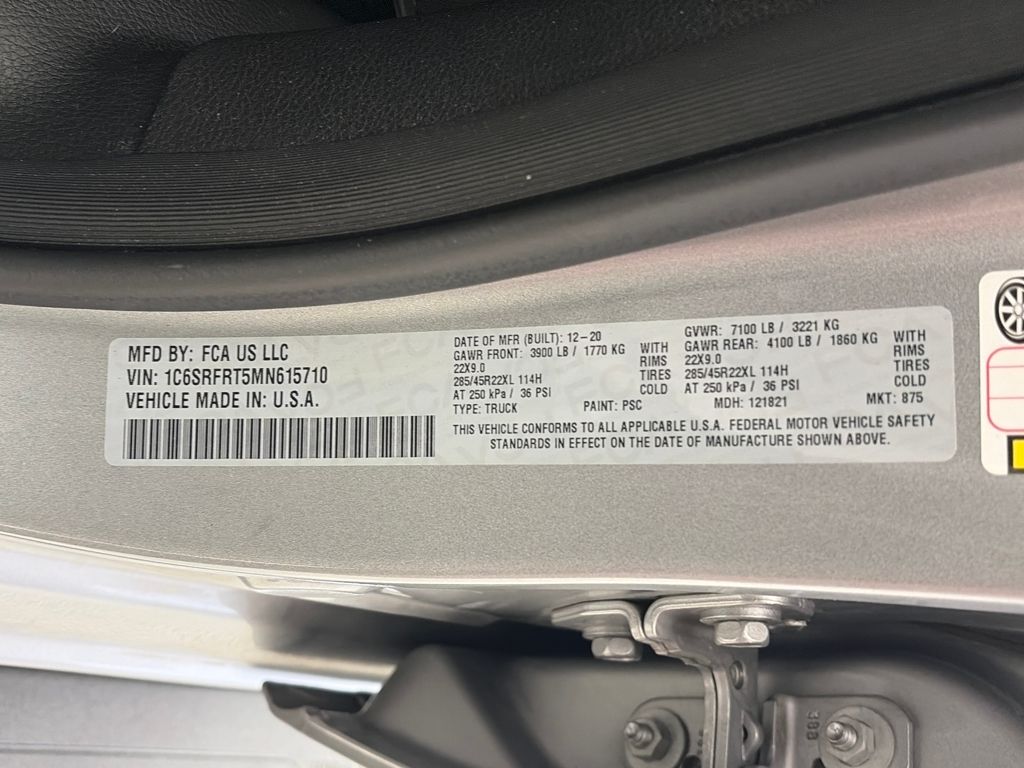 MFD BY: FCA US LLC
VIN: 1C6SRFRT5MN615710
VEHICLE MADE IN: U.S.A.
DATE OF MFR (BUILT): 12-20
GAWR FRONT: 3900 LB / 1770 KG WITH
22X9.0 RIMS
285/45R22XL 114H TIRES
AT 250 kPa / 36 PSI COLD
TYPE: TRUCK PAINT: PSC
GVWR: 7100 LB / 3221 KG
GAWR REAR: 4100 LB / 1860 KG WITH
22X9.0 RIMS
285/45R22XL 114H TIRES
AT 250 kPa / 36 PSI COLD
MDH: 121821 MKT: 875
THIS VEHICLE CONFORMS TO ALL APPLICABLE U.S.A. FEDERAL MOTOR VEHICLE SAFETY
STANDARDS IN EFFECT ON THE DATE OF MANUFACTURE SHOWN ABOVE.
388